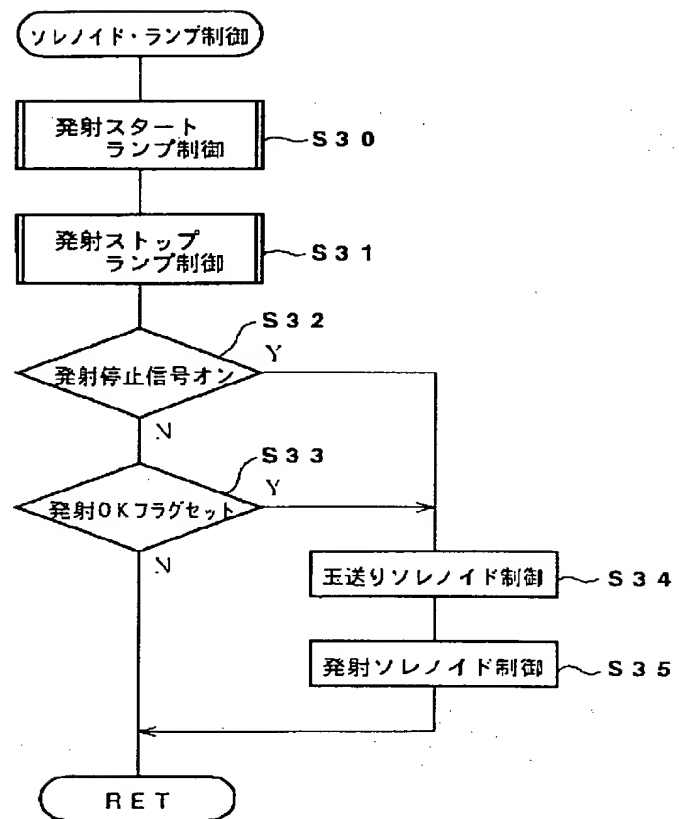 ソレノイド・ランプ制御
発射スタート
ランプ制御
S30
発射ストップ
ランプ制御
S31
S32
発射停止信号オン
Y
N
S33
発射OKフラグセット
Y
N
玉送りソレノイド制御
S34
発射ソレノイド制御
S35
RET